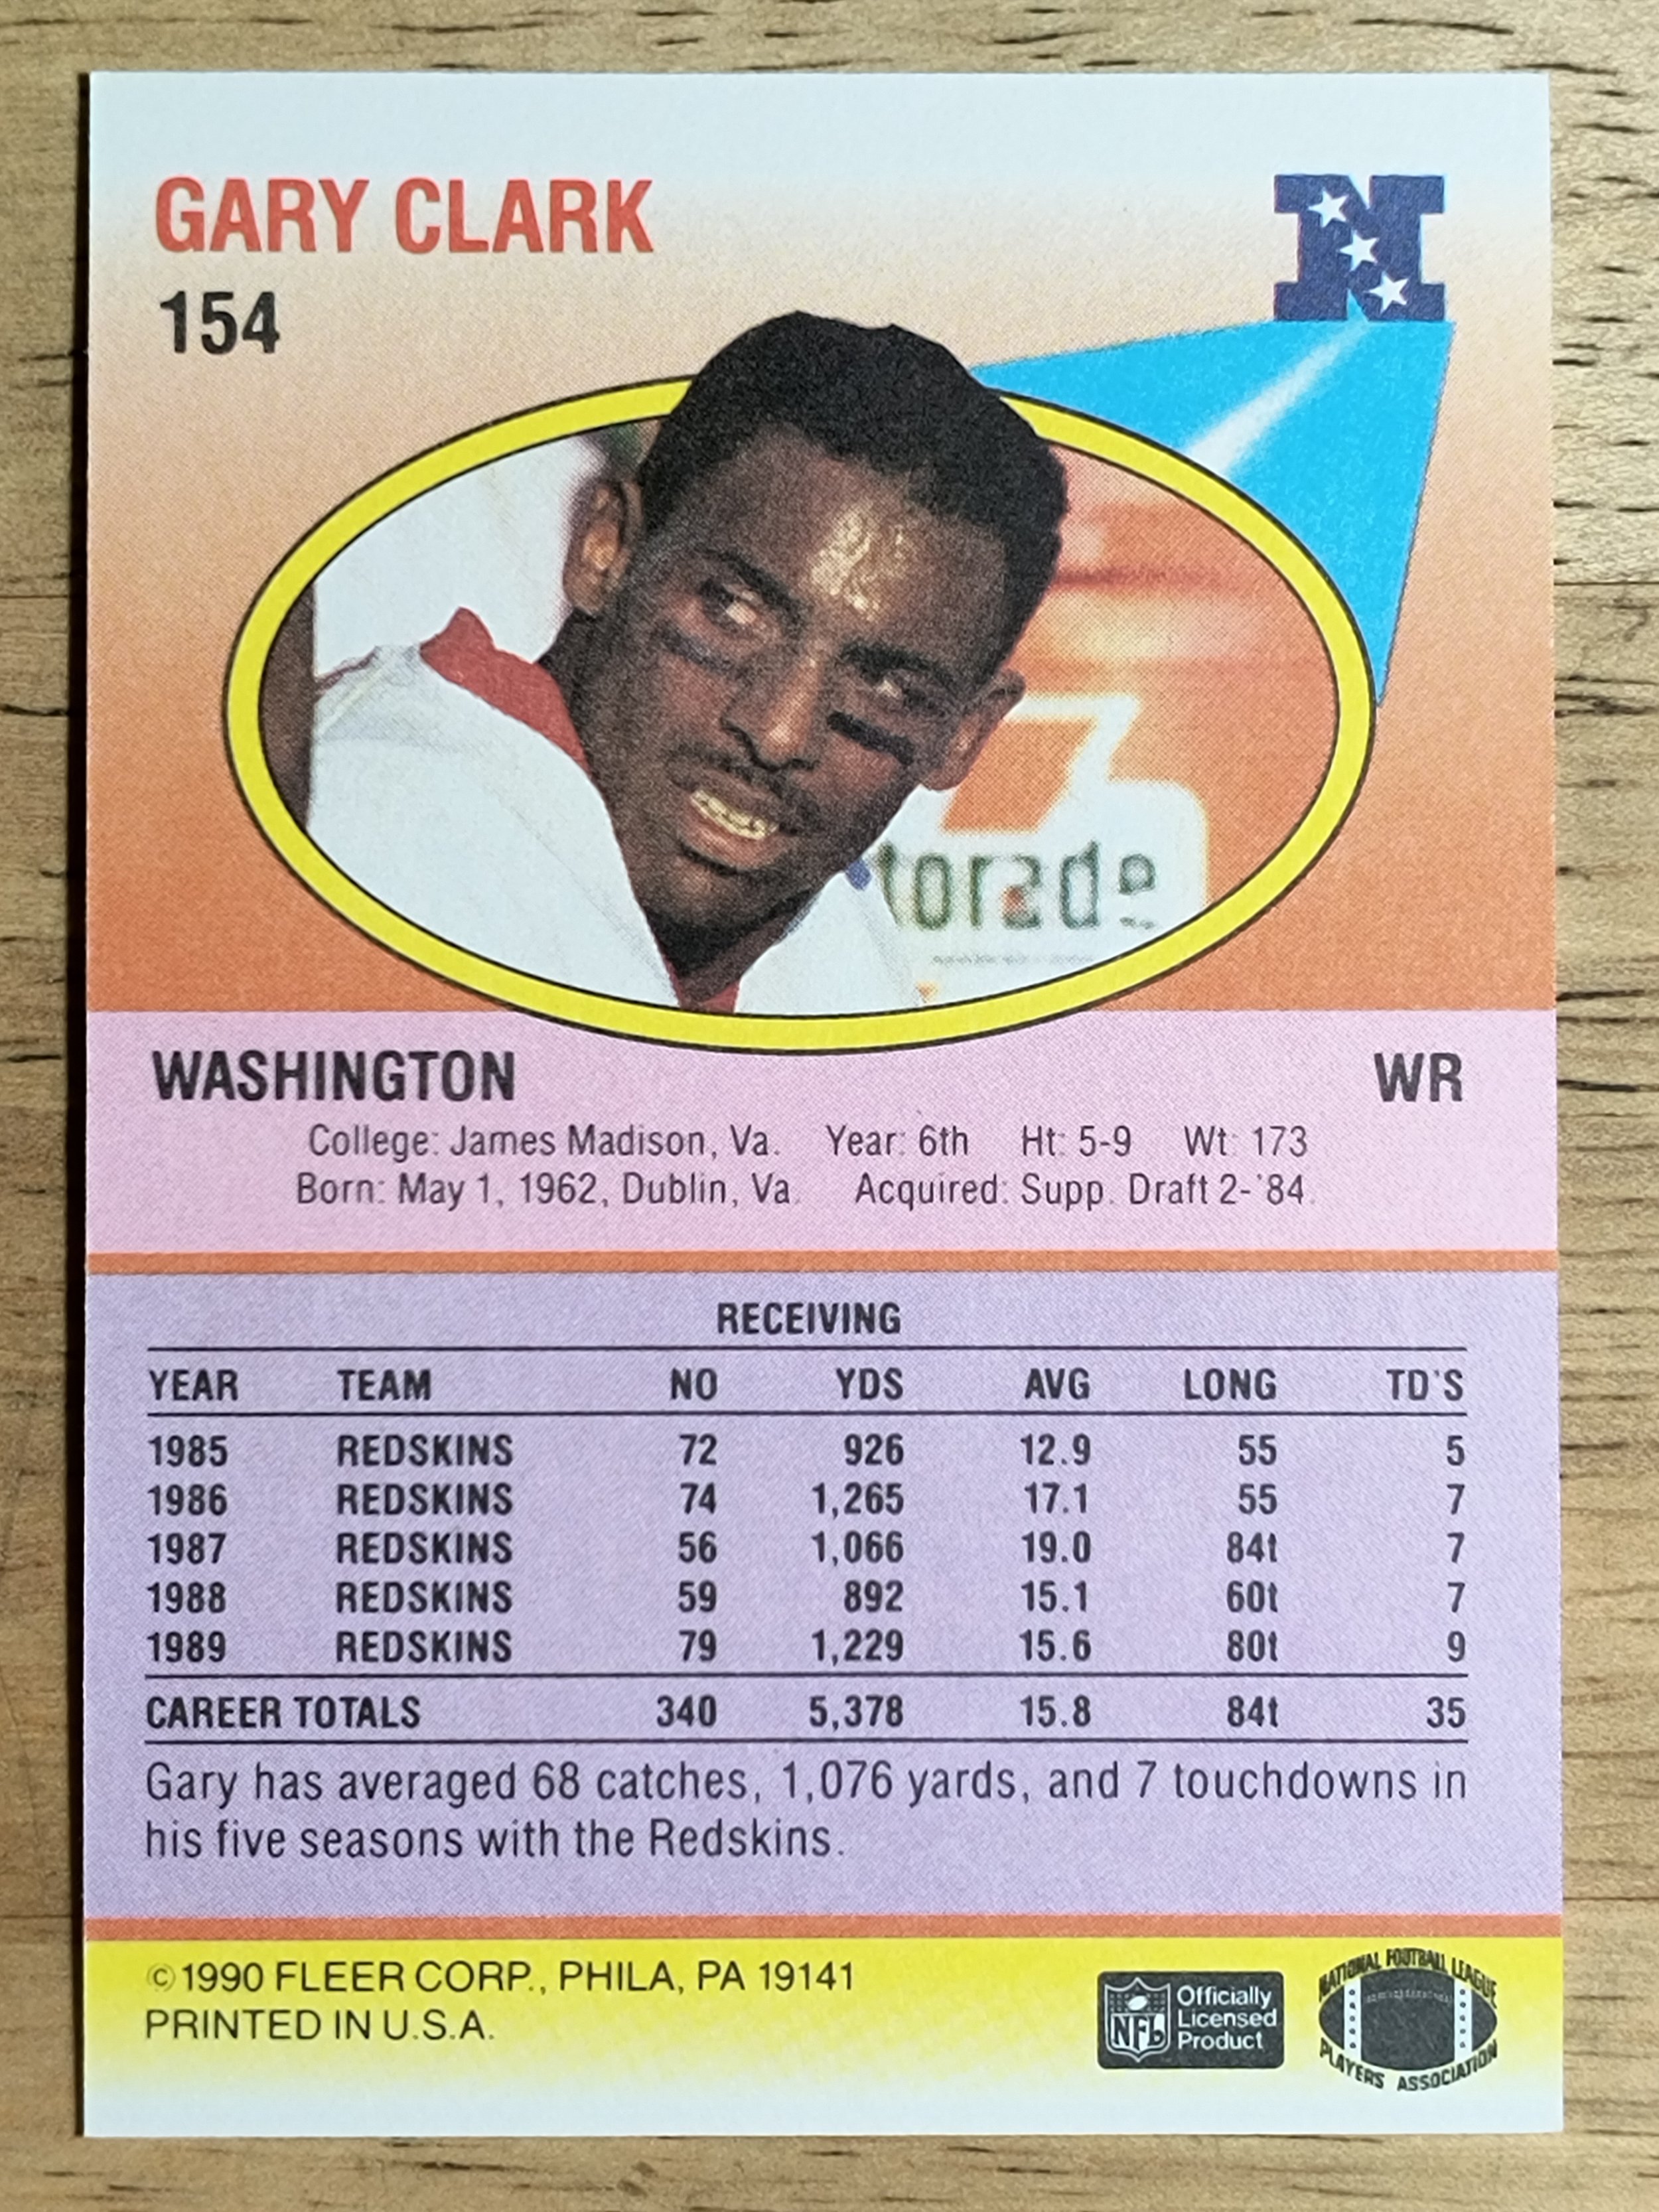 GARY CLARK
154
N
torade
WASHINGTON WR
College: James Madison, Va. Year: 6th Ht: 5-9 Wt: 173
Born: May 1, 1962, Dublin, Va. Acquired: Supp. Draft 2-'84.
RECEIVING
YEAR TEAM NO YDS AVG LONG TD'S
1985 REDSKINS 72 926 12.9 55 5
1986 REDSKINS 74 1,265 17.1 55 7
1987 REDSKINS 56 1,066 19.0 84t 7
1988 REDSKINS 59 892 15.1 60t 7
1989 REDSKINS 79 1,229 15.6 80t 9
CAREER TOTALS 340 5,378 15.8 84t 35
Gary has averaged 68 catches, 1,076 yards, and 7 touchdowns in
his five seasons with the Redskins.
©1990 FLEER CORP., PHILA, PA 19141
PRINTED IN U.S.A.
NFL
Officially
Licensed
Product
NATIONAL FOOTBALL LEAGUE
PLAYERS ASSOCIATION